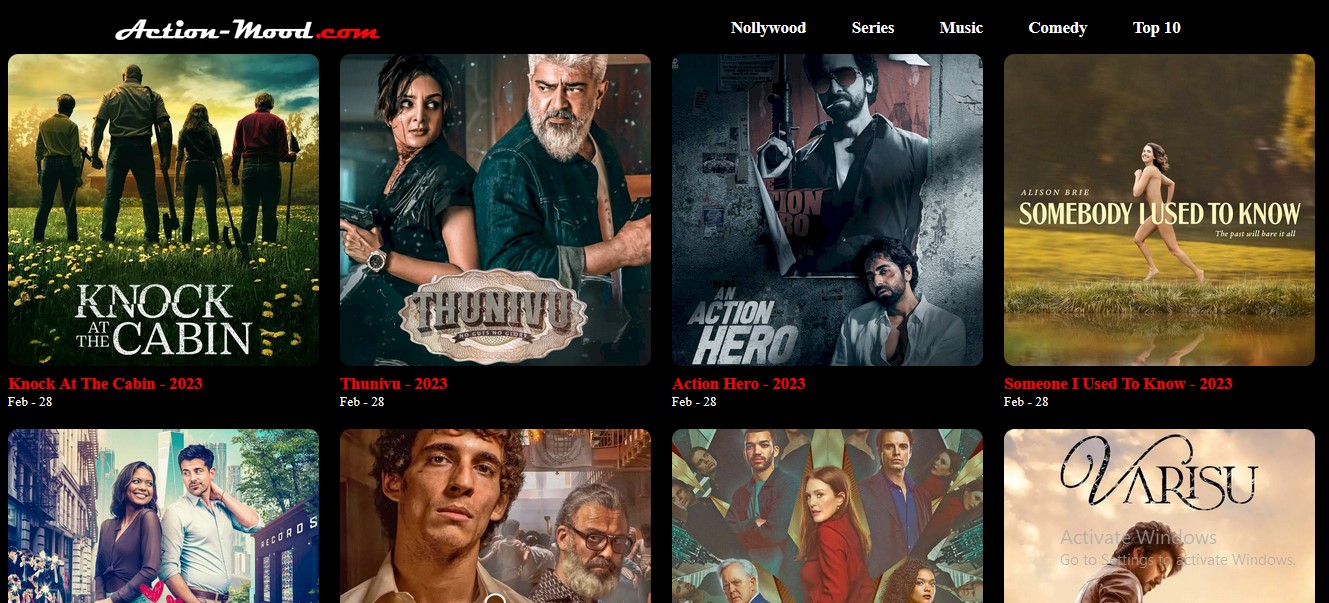 Action-Mood.com
Nollywood Series Music Comedy Top 10
KNOCK
AT
THE CABIN
THUNIVU
NO GUTS NO GLORY
AN
ACTION
HERO
ALISON BRIE
SOMEBODY I USED TO KNOW
The past will bare it all
Knock At The Cabin - 2023
Feb - 28
Thunivu - 2023
Feb - 28
Action Hero - 2023
Feb - 28
Someone I Used To Know - 2023
Feb - 28
RECORDS
VARISU
Activate Windows
Go to Settings to activate Windows.